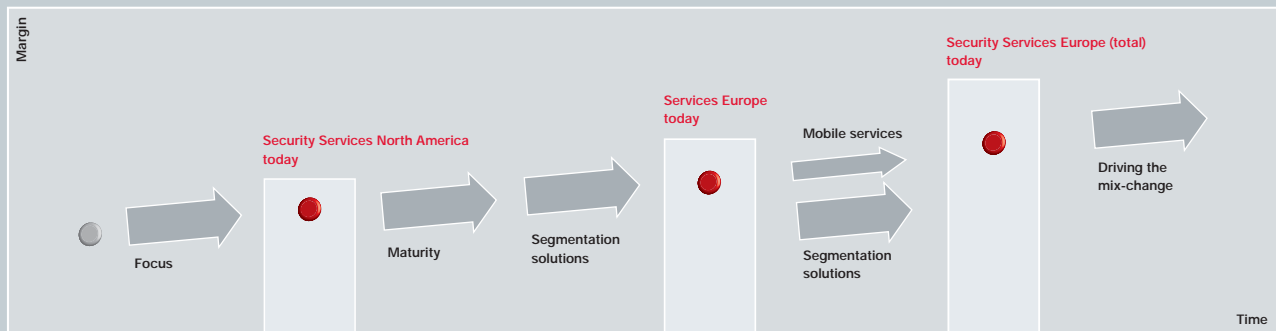 Margin
Focus
Security Services North America
today
Maturity
Segmentation
solutions
Services Europe
today
Mobile services
Segmentation
solutions
Security Services Europe (total)
today
Driving the
mix-change
Time